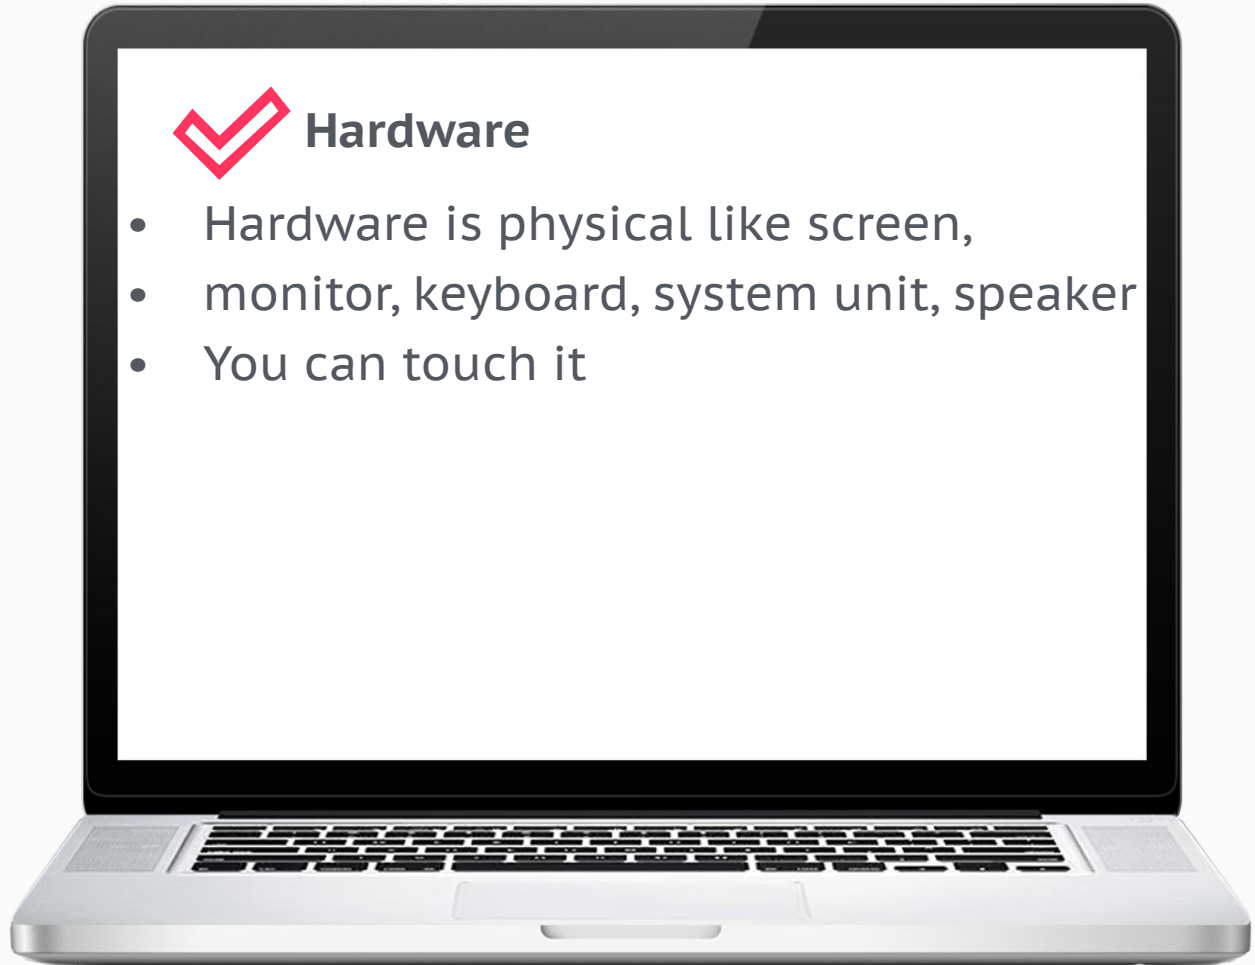 Hardware
• Hardware is physical like screen,
• monitor, keyboard, system unit, speaker
• You can touch it